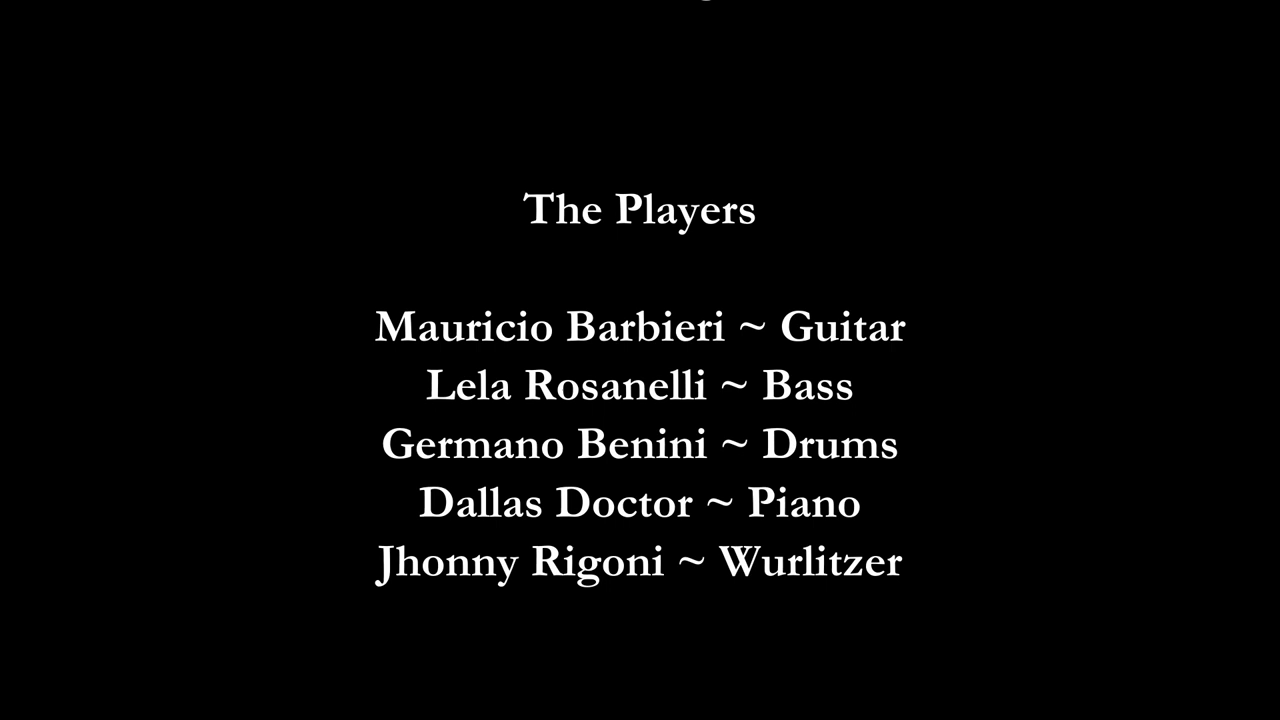 The Players
Mauricio Barbieri ~ Guitar
Lela Rosanelli ~ Bass
Germano Benini ~ Drums
Dallas Doctor ~ Piano
Jhonny Rigoni ~ Wurlitzer